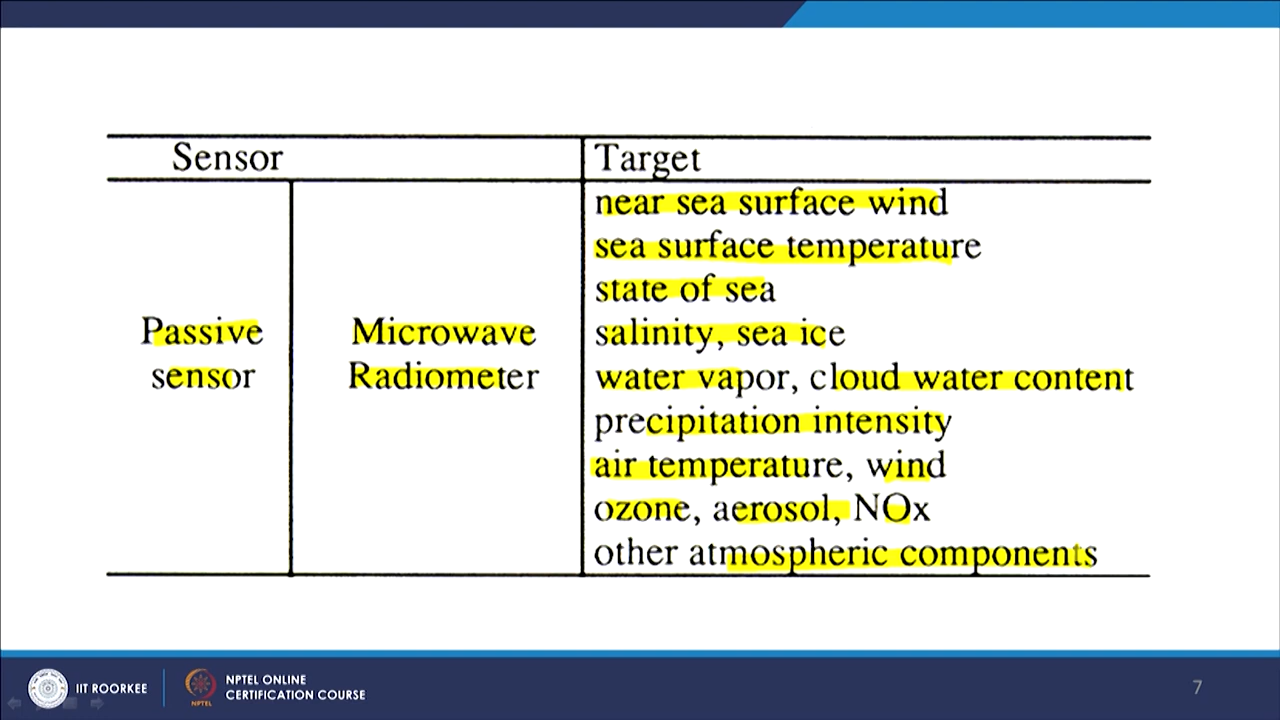 Sensor Target
near sea surface wind
sea surface temperature
state of sea
Passive Microwave salinity, sea ice
sensor Radiometer water vapor, cloud water content
precipitation intensity
air temperature, wind
ozone, aerosol, NOx
other atmospheric components
IIT ROORKEE
NPTEL
NPTEL ONLINE
CERTIFICATION COURSE
7